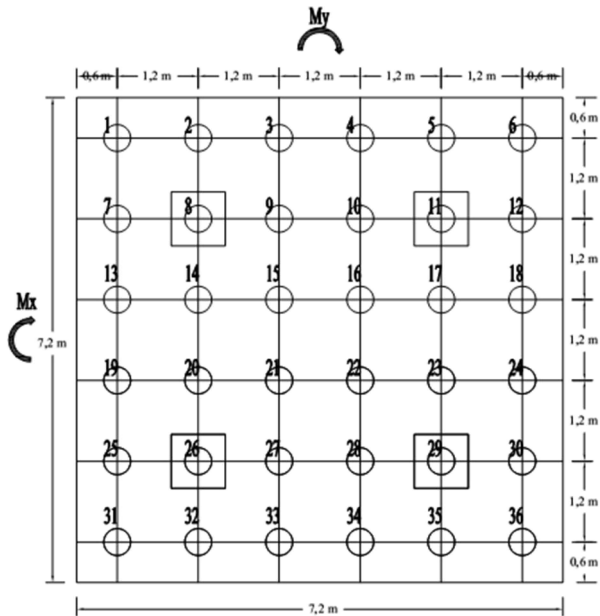 My
0,6 m 1,2 m 1,2 m 1,2 m 1,2 m 1,2 m 0,6 m
1 2 3 4 5 6
0,6 m
1,2 m
7 8 9 10 11 12
1,2 m
13 14 15 16 17 18
Mx
7,2 m
1,2 m
19 20 21 22 23 24
1,2 m
25 26 27 28 29 30
1,2 m
31 32 33 34 35 36
0,6 m
7,2 m